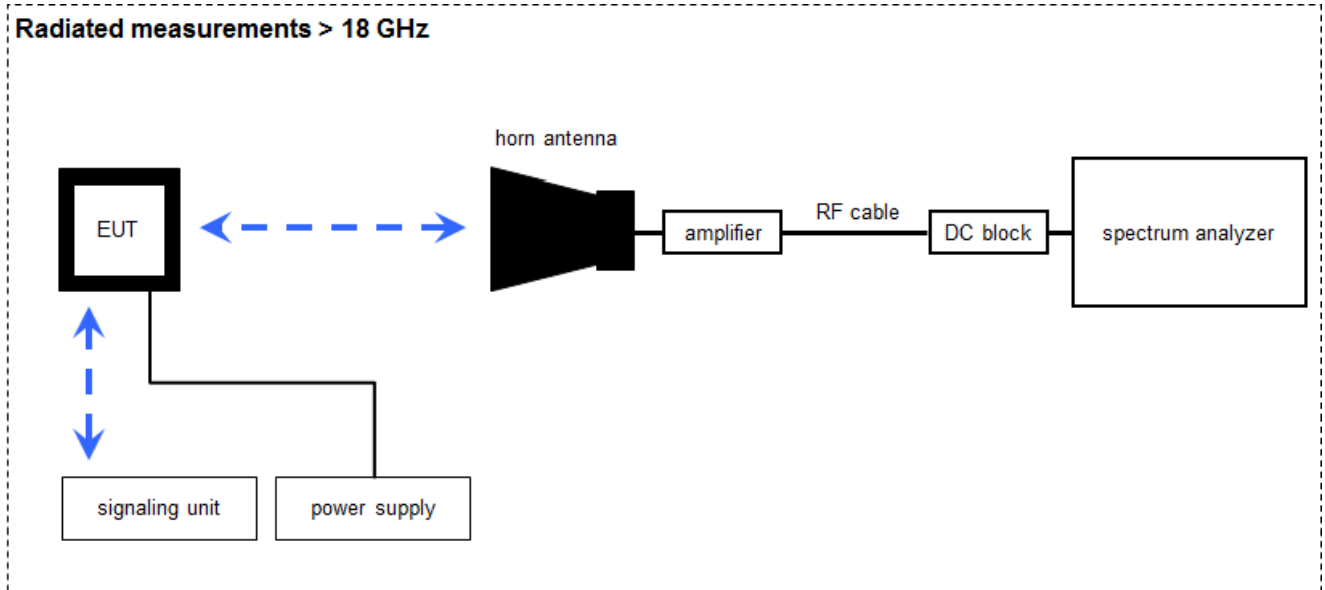 Radiated measurements > 18 GHz
horn antenna
EUT
amplifier
RF cable
DC block
spectrum analyzer
signaling unit
power supply